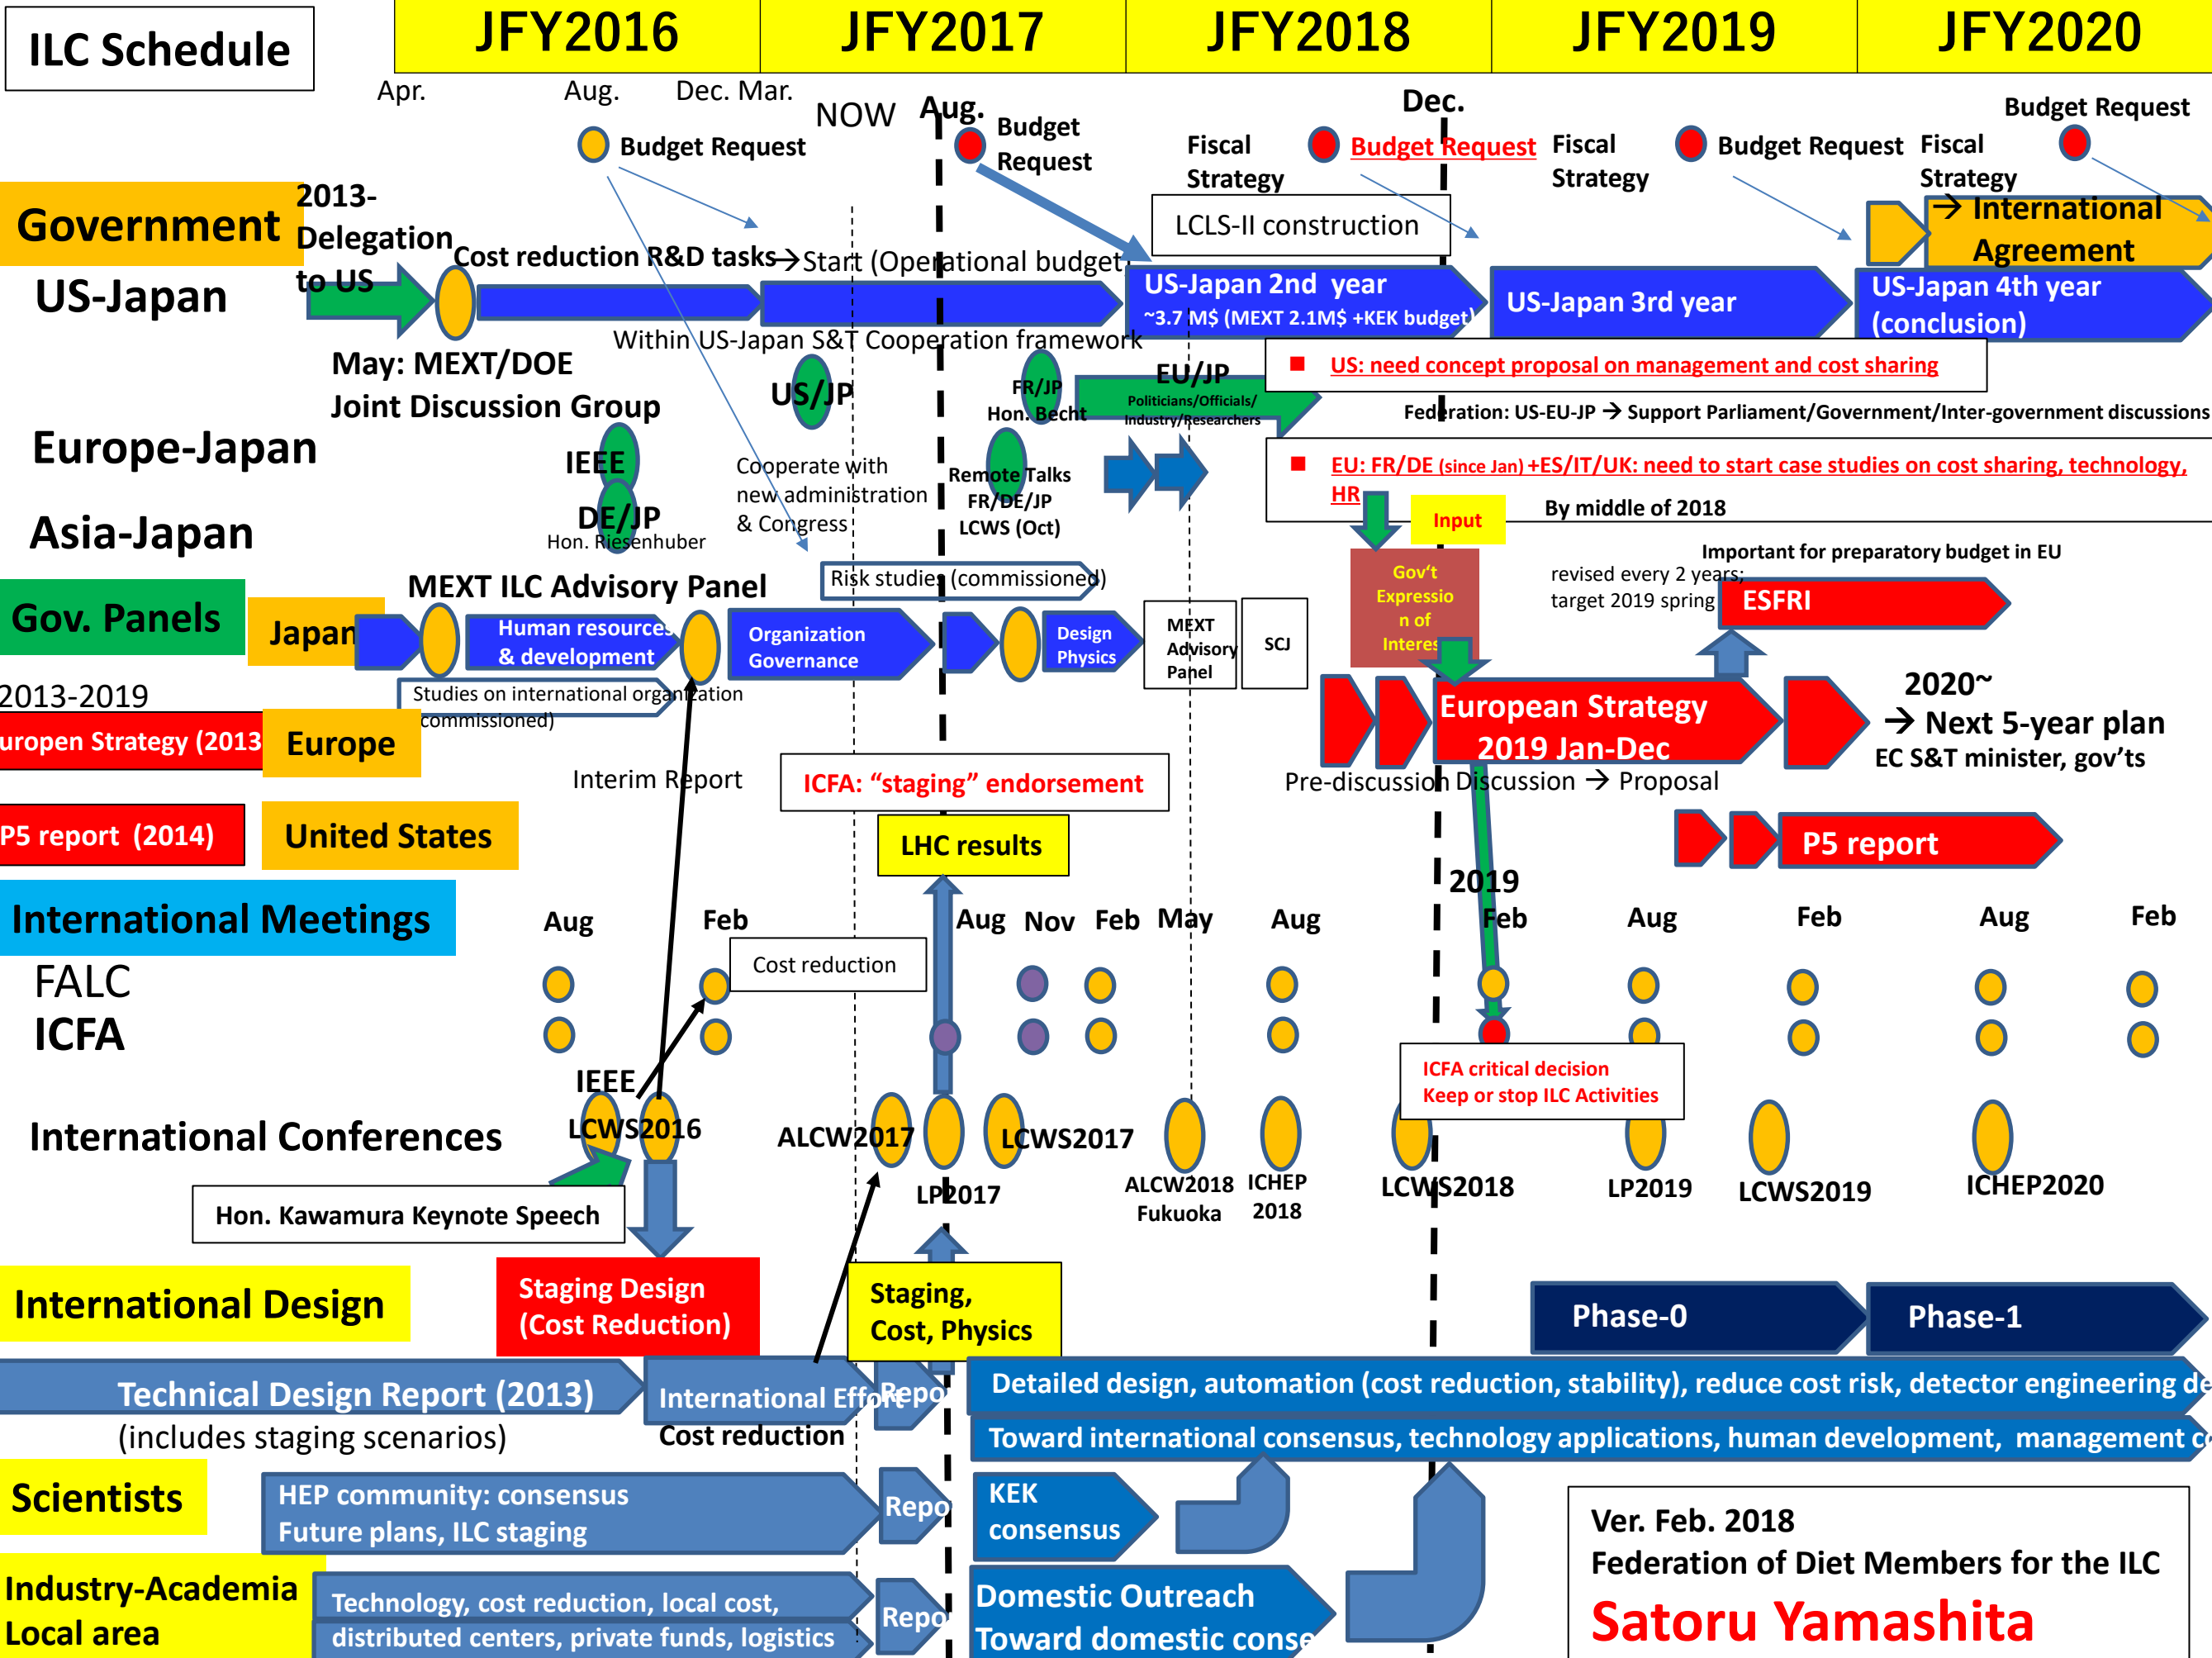 ILC Schedule
JFY2016
JFY2017
JFY2018
JFY2019
JFY2020
Apr.
Aug.
Dec. Mar.
NOW
Aug.
Dec.
Budget Request
Budget
Request
Fiscal
Strategy
Budget Request
Fiscal
Strategy
Budget Request
Fiscal
Strategy
Budget Request
Government
2013-
Delegation
to US
Cost reduction R&D tasks
→Start (Operational budget
LCLS-II construction
→ International
Agreement
US-Japan
US-Japan 2nd year
~3.7 M$ (MEXT 2.1M$ +KEK budget)
US-Japan 3rd year
US-Japan 4th year
(conclusion)
Within US-Japan S&T Cooperation framework
May: MEXT/DOE
Joint Discussion Group
US/JP
FR/JP
Hon. Becht
EU/JP
Politicians/Officials/
Industry/Researchers
■ US: need concept proposal on management and cost sharing
Federation: US-EU-JP → Support Parliament/Government/Inter-government discussions
Europe-Japan
IEEE
DE/JP
Hon. Riesenhuber
Cooperate with
new administration
& Congress
Remote Talks
FR/DE/JP
LCWS (Oct)
■ EU: FR/DE (since Jan) +ES/IT/UK: need to start case studies on cost sharing, technology,
HR
Asia-Japan
Input
By middle of 2018
Important for preparatory budget in EU
MEXT ILC Advisory Panel
Risk studies (commissioned)
Gov't
Expressio
n of
Interes
revised every 2 years;
target 2019 spring
ESFRI
Gov. Panels
Japan
Human resources
& development
Organization
Governance
Design
Physics
MEXT
Advisory
Panel
SCJ
2013-2019
Studies on international organization
commissioned)
uropen Strategy (2013
Europe
European Strategy
2019 Jan-Dec
2020~
→ Next 5-year plan
EC S&T minister, gov'ts
Interim Report
ICFA: "staging" endorsement
Pre-discussion
Discussion → Proposal
P5 report (2014)
United States
LHC results
P5 report
International Meetings
2019
Aug
Feb
Aug
Nov
Feb
May
Aug
Feb
Aug
Feb
Aug
Feb
FALC
Cost reduction
ICFA
ICFA critical decision
Keep or stop ILC Activities
IEEE
International Conferences
LCWS2016
ALCW2017
LCWS2017
LP2017
ALCW2018
Fukuoka
ICHEP
2018
LCWS2018
LP2019
LCWS2019
ICHEP2020
Hon. Kawamura Keynote Speech
International Design
Staging Design
(Cost Reduction)
Staging,
Cost, Physics
Phase-0
Phase-1
Technical Design Report (2013)
(includes staging scenarios)
International Effort
Cost reduction
Repo
Detailed design, automation (cost reduction, stability), reduce cost risk, detector engineering de
Toward international consensus, technology applications, human development, management c
Scientists
HEP community: consensus
Future plans, ILC staging
Repo
KEK
consensus
Industry-Academia
Local area
Technology, cost reduction, local cost,
distributed centers, private funds, logistics
Repo
Domestic Outreach
Toward domestic conse
Ver. Feb. 2018
Federation of Diet Members for the ILC
Satoru Yamashita